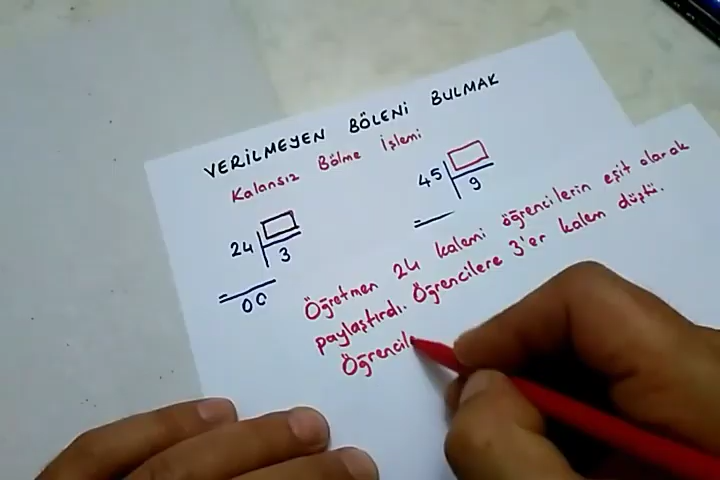 VERİLMEYEN BÖLENİ BULMAK
Kalansız Bölme İşlemi
24
3
00
45
9
Öğretmen 24 kalemi öğrencilerin eşit olarak
paylaştırdı. Öğrencilere 3'er kalem düştü.
Öğrencil